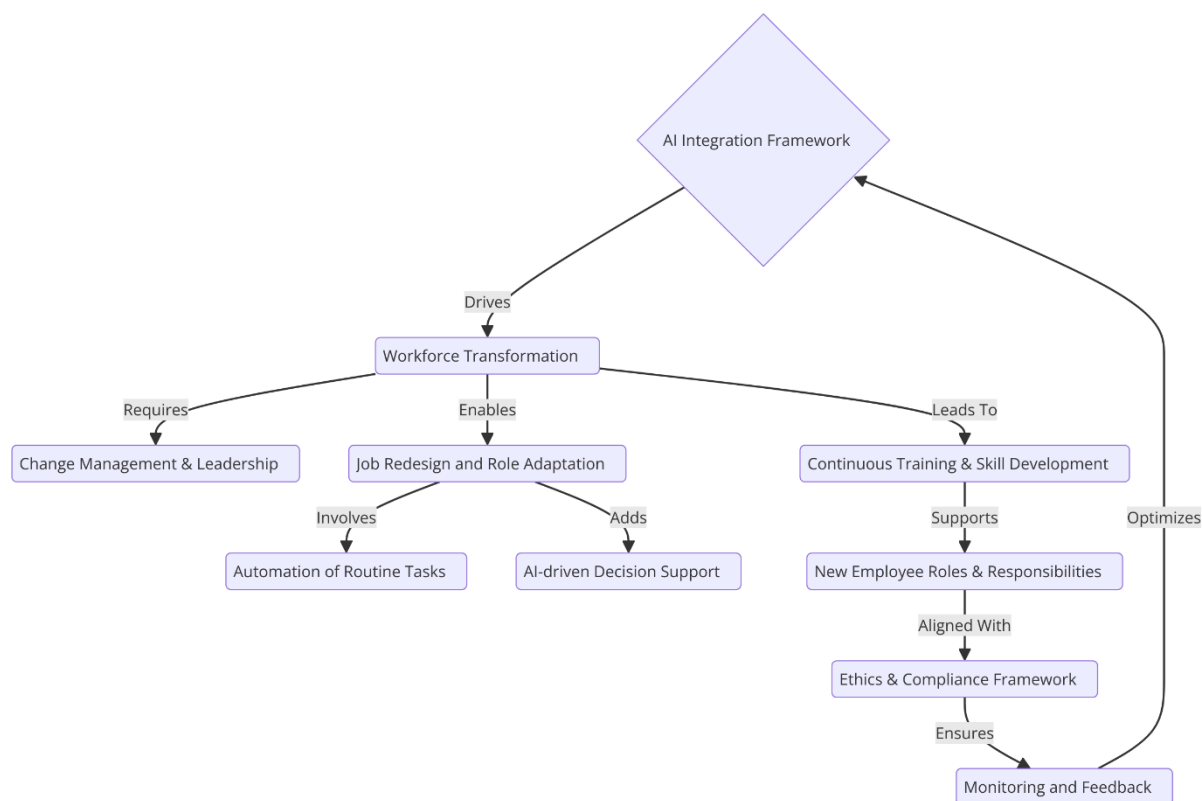 AI Integration Framework
Drives
Workforce Transformation
Requires
Enables
Leads To
Change Management & Leadership
Job Redesign and Role Adaptation
Continuous Training & Skill Development
Involves
Adds
Supports
Optimizes
Automation of Routine Tasks
AI-driven Decision Support
New Employee Roles & Responsibilities
Aligned With
Ethics & Compliance Framework
Ensures
Monitoring and Feedback